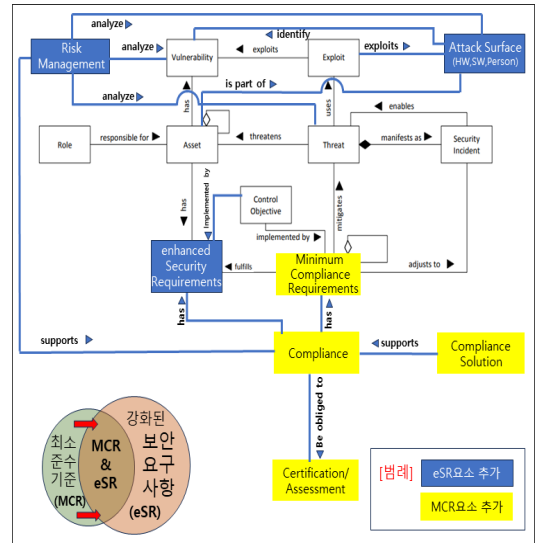 analyze
identify
Risk
Management
analyze
Vulnerability
exploits
Exploit
exploits
Attack Surface
(HW,SW,Person)
is part of
analyze
has
uses
enables
Role
responsible for
Asset
threatens
Threat
manifests as
Security
Incident
has
Implemented by
Control
Objective
mitigates
implemented by
enhanced
Security
Requirements
fulfills
Minimum
Compliance
Requirements
adjusts to
has
has
supports
Compliance
supports
Compliance
Solution
Be obliged to
Certification/
Assessment
최소
준수
기준
(MCR)
MCR
&
eSR
강화된
보안
요구
사항
(eSR)
[범례]
eSR요소 추가
MCR요소 추가